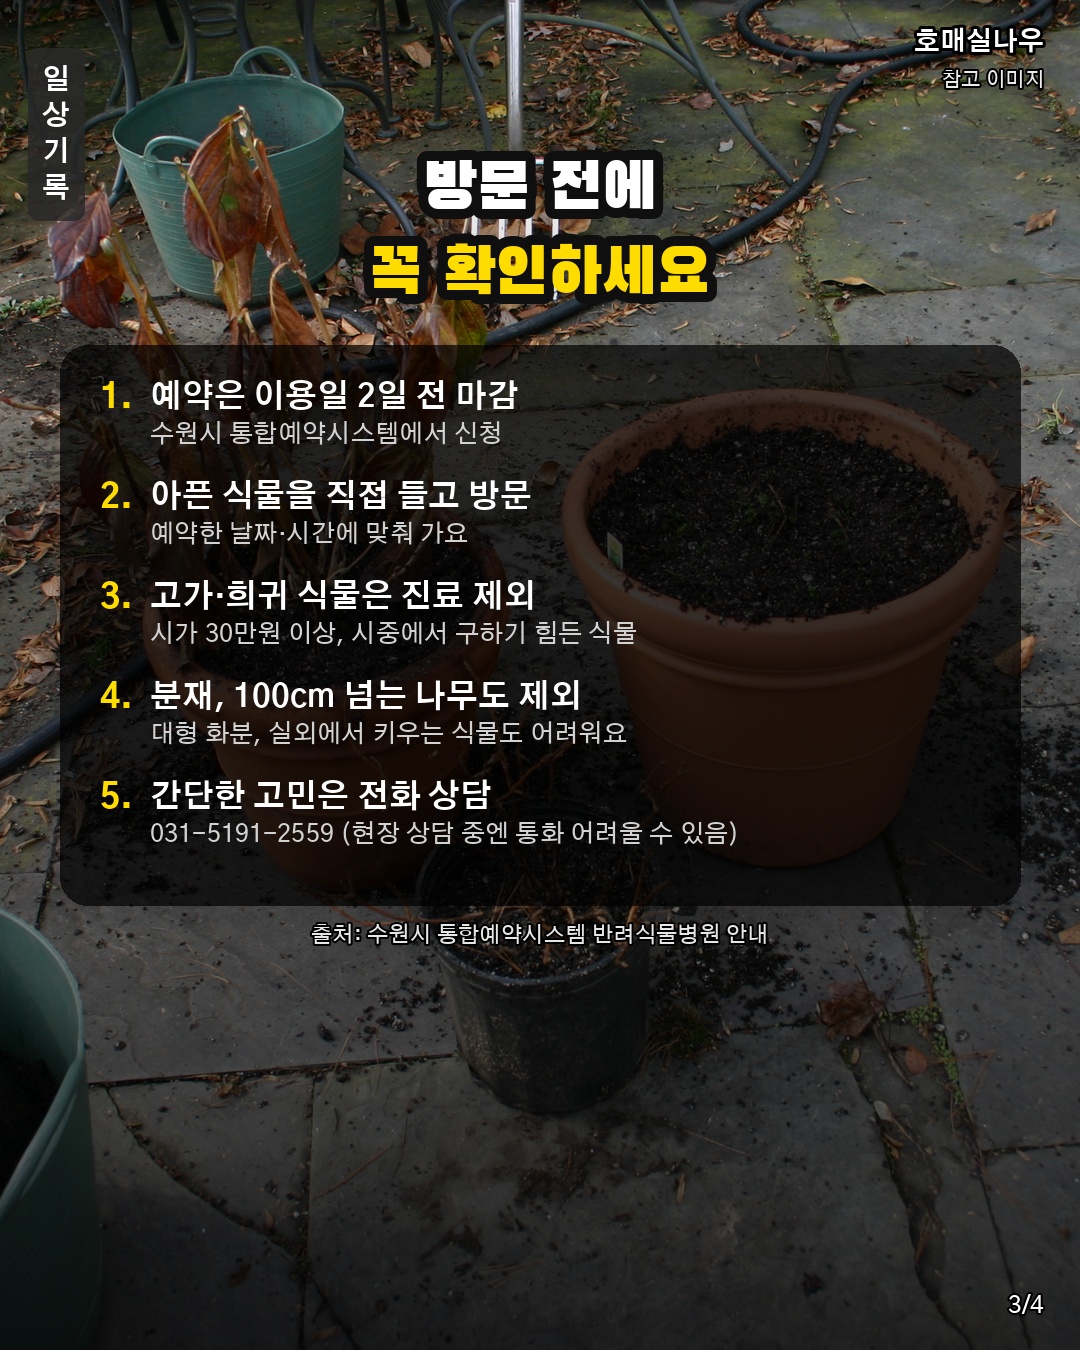 일상기록
호매실나우
참고 이미지
방문 전에
꼭 확인하세요
1. 예약은 이용일 2일 전 마감
수원시 통합예약시스템에서 신청
2. 아픈 식물을 직접 들고 방문
예약한 날짜·시간에 맞춰 가요
3. 고가·희귀 식물은 진료 제외
시가 30만원 이상, 시중에서 구하기 힘든 식물
4. 분재, 100cm 넘는 나무도 제외
대형 화분, 실외에서 키우는 식물도 어려워요
5. 간단한 고민은 전화 상담
031-5191-2559 (현장 상담 중엔 통화 어려울 수 있음)
출처: 수원시 통합예약시스템 반려식물병원 안내
3/4